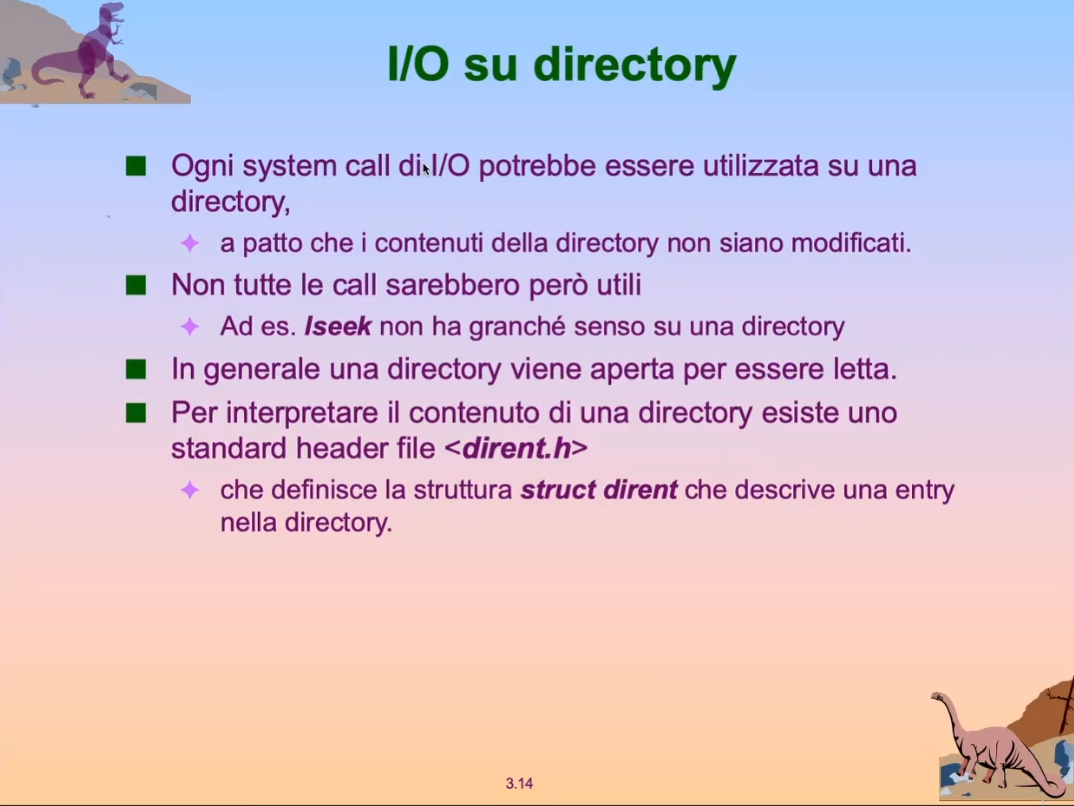 I/O su directory
Ogni system call di I/O potrebbe essere utilizzata su una
directory,
a patto che i contenuti della directory non siano modificati.
Non tutte le call sarebbero però utili
Ad es. lseek non ha granché senso su una directory
In generale una directory viene aperta per essere letta.
Per interpretare il contenuto di una directory esiste uno
standard header file <dirent.h>
che definisce la struttura struct dirent che descrive una entry
nella directory.
3.14